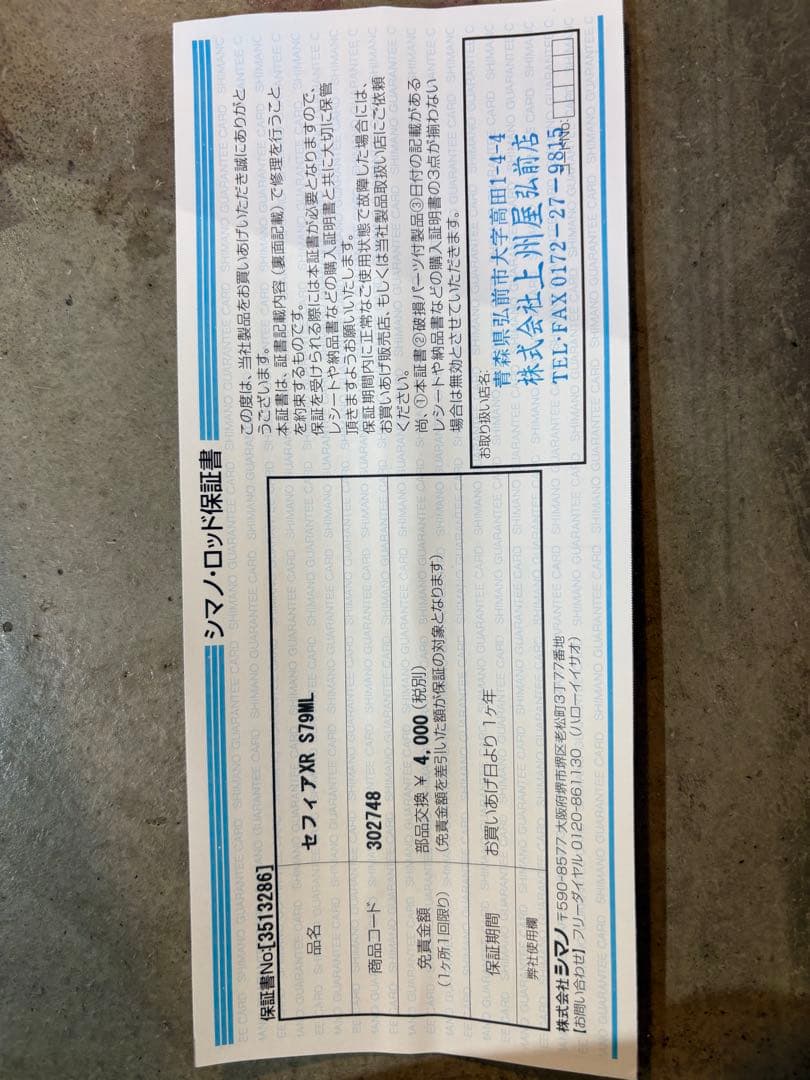 シマノ・ロッド保証書
保証書No:[3513286]
品名 セフィアXR S79ML
商品コード 302748
免責金額 部品交換 ¥ 4,000 (税別)
(1ヶ所1回限り) (免責金額を差引いた額が保証の対象となります)
保証期間 お買いあげ日より 1ヶ年
弊社使用欄
株式会社シマノ 〒590-8577 大阪府堺市堺区老松町3丁77番地
【お問い合わせ】フリーダイヤル 0120-861130 (ハローイイサオ)
この度は、当社製品をお買いあげいただき誠にありがと
うございます。
本証書は、証書記載内容(裏面記載)で修理を行うこと
を約束するものです。
保証を受けられる際には本証書が必要となりますので、
レシートや納品書などの購入証明書と共に大切に保管
頂きますようお願いいたします。
保証期間内に正常なご使用状態で故障した場合には、
お買いあげ販売店、もしくは当社製品取扱い店にご依頼
ください。
尚、①本証書②破損パーツ付製品③日付の記載がある
レシートや納品書などの購入証明書の3点が揃わない
場合は無効とさせていただきます。
お取り扱い店名:
青森県弘前市大字高田1-4-4
株式会社上州屋弘前店
TEL・FAX0172-27-9815
コードNo: